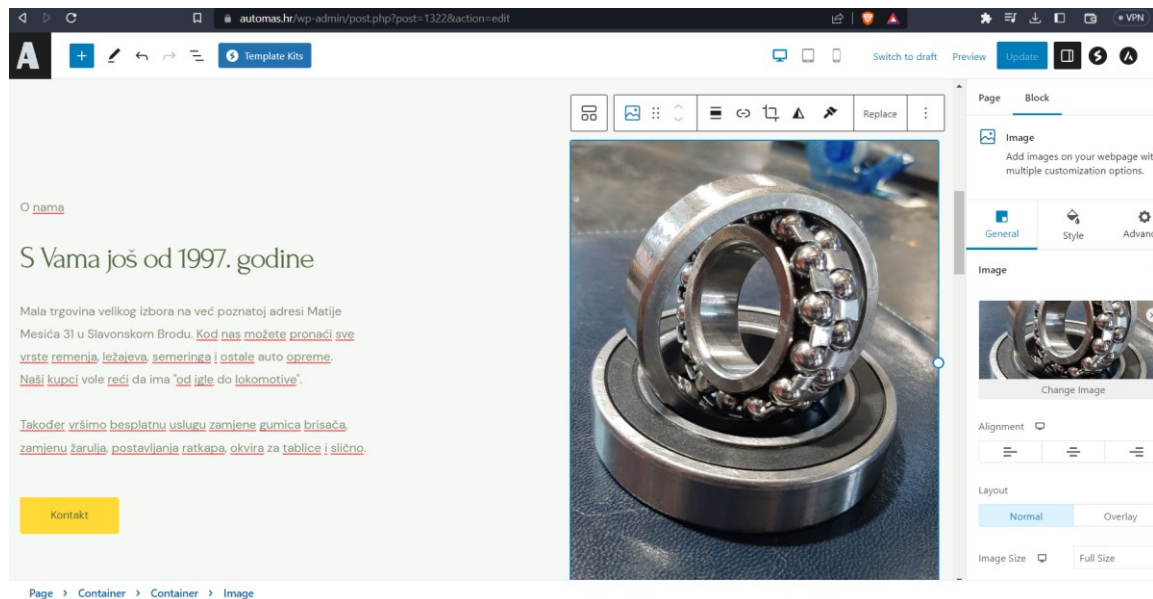 automas.hr/wp-admin/post.php?post=1322&action=edit
VPN
A
Template Kits
Switch to draft
Preview
Update
Replace
Page
Block
Image
Add images on your webpage wit
multiple customization options.
General
Style
Advanc
Image
Change Image
Alignment
Layout
Normal
Overlay
Image Size
Full Size
O nama
S Vama još od 1997. godine
Mala trgovina velikog izbora na već poznatoj adresi Matije
Mesića 31 u Slavonskom Brodu. Kod nas možete pronaći sve
vrste remenja, ležajeva, semeringa i ostale auto opreme.
Naši kupci vole reći da ima "od igle do lokomotive".
Također vršimo besplatnu uslugu zamjene gumica brisača,
zamjenu žarulja, postavljanja ratkapa, okvira za tablice i slično.
Kontakt
Page > Container > Container > Image